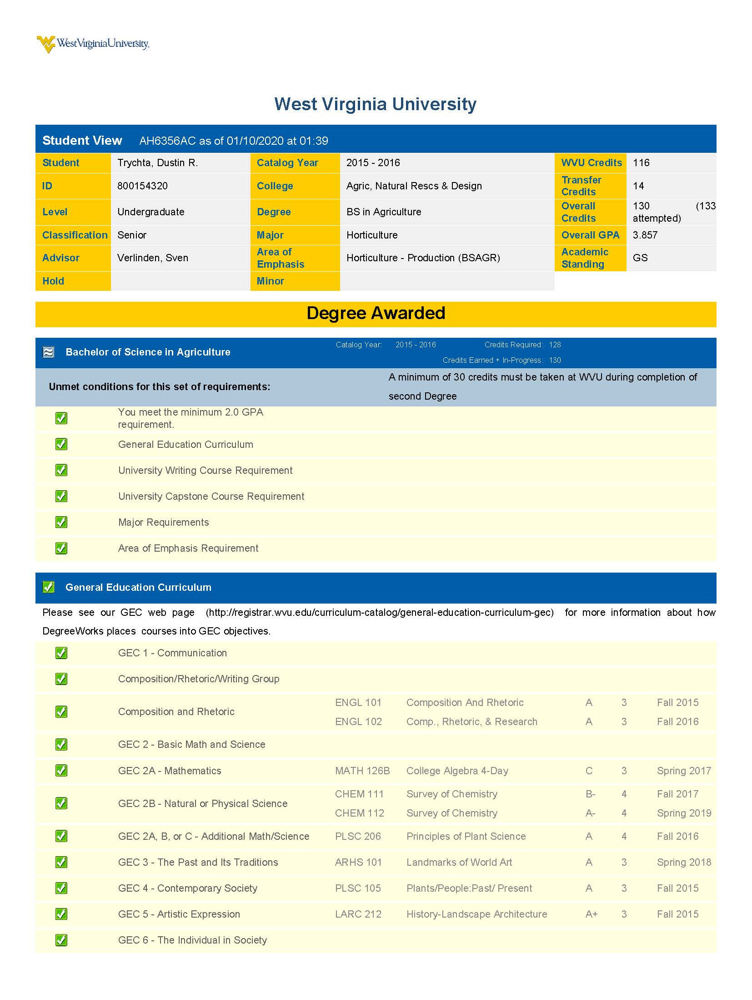 WestVirginiaUniversity.
West Virginia University
Student View AH6356AC as of 01/10/2020 at 01:39
Student Trychta, Dustin R. Catalog Year 2015 - 2016 WVU Credits 116
ID 800154320 College Agric, Natural Rescs & Design Transfer Credits 14
Level Undergraduate Degree BS in Agriculture Overall Credits 130 (133 attempted)
Classification Senior Major Horticulture Overall GPA 3.857
Advisor Verlinden, Sven Area of Emphasis Horticulture - Production (BSAGR) Academic Standing GS
Hold Minor
Degree Awarded
Bachelor of Science in Agriculture Catalog Year: 2015 - 2016 Credits Required: 128
Credits Earned + In-Progress: 130
Unmet conditions for this set of requirements: A minimum of 30 credits must be taken at WVU during completion of
second Degree
You meet the minimum 2.0 GPA
requirement.
General Education Curriculum
University Writing Course Requirement
University Capstone Course Requirement
Major Requirements
Area of Emphasis Requirement
General Education Curriculum
Please see our GEC web page (http://registrar.wvu.edu/curriculum-catalog/general-education-curriculum-gec) for more information about how
DegreeWorks places courses into GEC objectives.
GEC 1 - Communication
Composition/Rhetoric/Writing Group
Composition and Rhetoric ENGL 101 Composition And Rhetoric A 3 Fall 2015
ENGL 102 Comp., Rhetoric, & Research A 3 Fall 2016
GEC 2 - Basic Math and Science
GEC 2A - Mathematics MATH 126B College Algebra 4-Day C 3 Spring 2017
GEC 2B - Natural or Physical Science CHEM 111 Survey of Chemistry B- 4 Fall 2017
CHEM 112 Survey of Chemistry A- 4 Spring 2019
GEC 2A, B, or C - Additional Math/Science PLSC 206 Principles of Plant Science A 4 Fall 2016
GEC 3 - The Past and Its Traditions ARHS 101 Landmarks of World Art A 3 Spring 2018
GEC 4 - Contemporary Society PLSC 105 Plants/People:Past/ Present A 3 Fall 2015
GEC 5 - Artistic Expression LARC 212 History-Landscape Architecture A+ 3 Fall 2015
GEC 6 - The Individual in Society